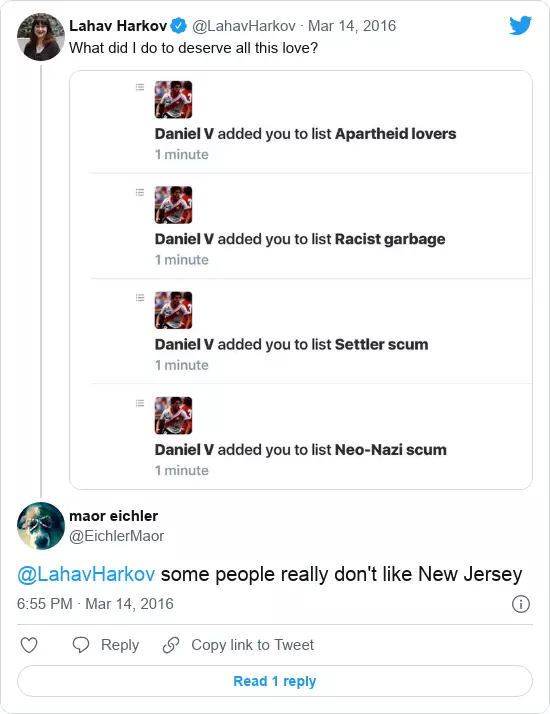 Lahav Harkov @LahavHarkov · Mar 14, 2016
What did I do to deserve all this love?
Daniel V added you to list Apartheid lovers
1 minute
Daniel V added you to list Racist garbage
1 minute
Daniel V added you to list Settler scum
1 minute
Daniel V added you to list Neo-Nazi scum
1 minute
maor eichler
@EichlerMaor
@LahavHarkov some people really don't like New Jersey
6:55 PM · Mar 14, 2016
Reply Copy link to Tweet
Read 1 reply